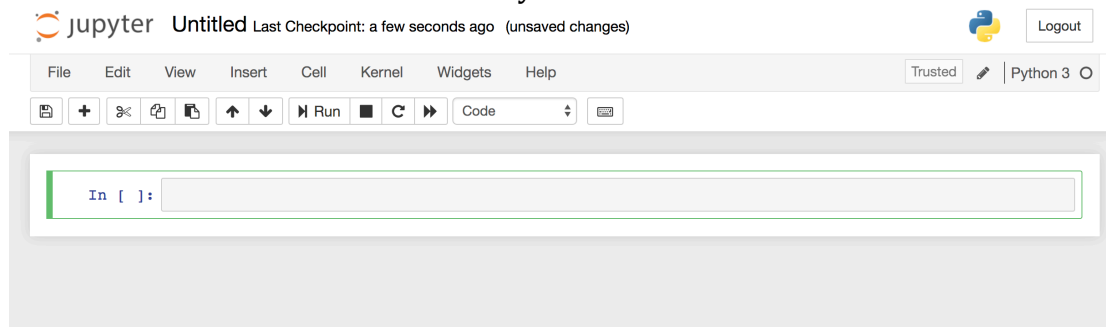 jupyter Untitled Last Checkpoint: a few seconds ago (unsaved changes) Logout
File Edit View Insert Cell Kernel Widgets Help Trusted Python 3
Run Code
In [ ]: